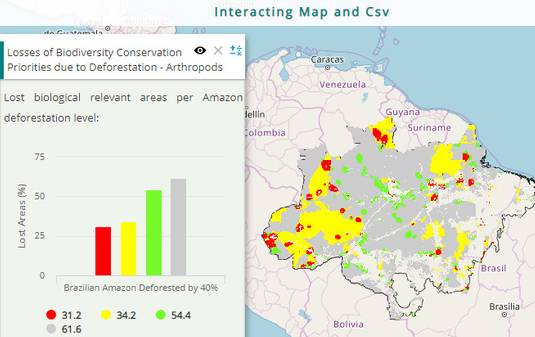 Interacting Map and Csv
de Guatemala
Losses of Biodiversity Conservation
Priorities due to Deforestation - Arthropods
Lost biological relevant areas per Amazon
deforestation level:
75
50
25
0
Lost Areas (%)
Brazilian Amazon Deforested by 40%
31.2 34.2 54.4
61.6
Caracas
Venezuela
Guyana
Suriname
dellín
Colombia
Brasil
Brasília
Bolivia